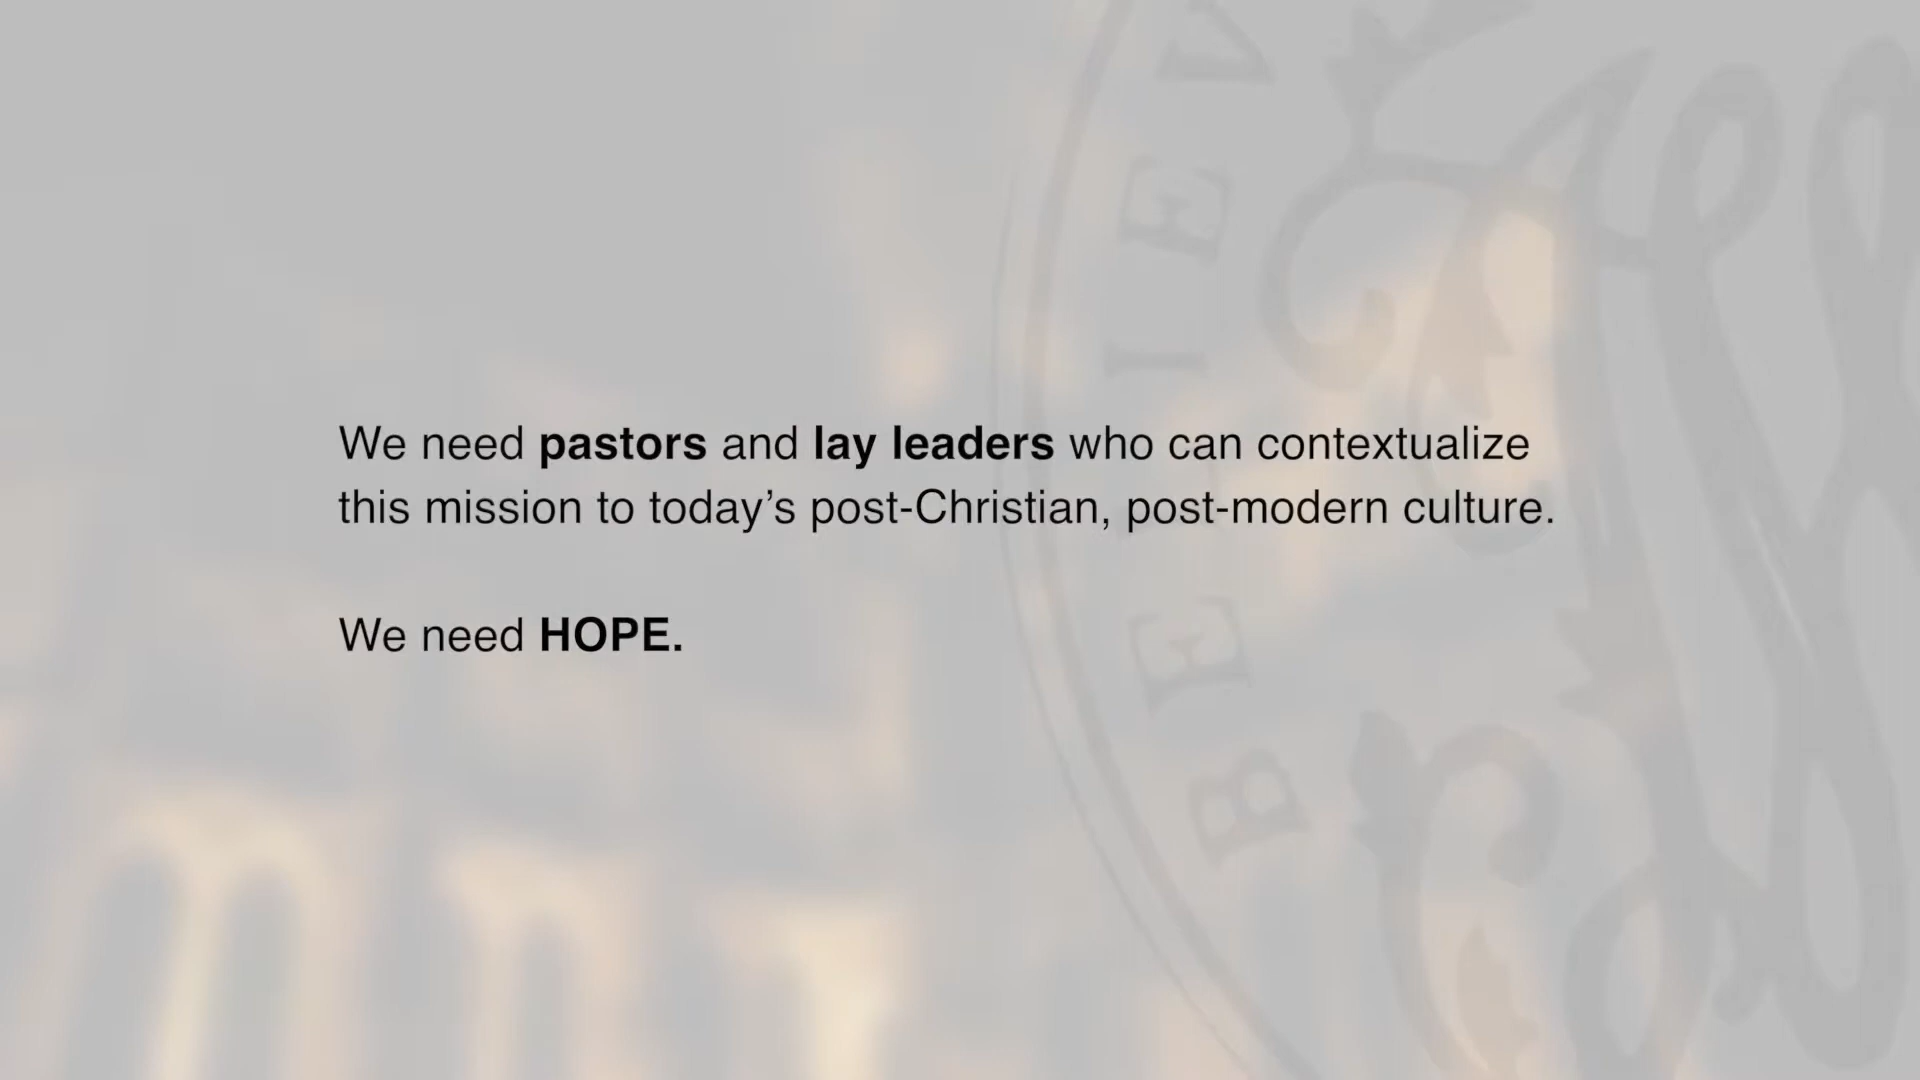 We need pastors and lay leaders who can contextualize
this mission to today’s post-Christian, post-modern culture.
We need HOPE.
BELIEV